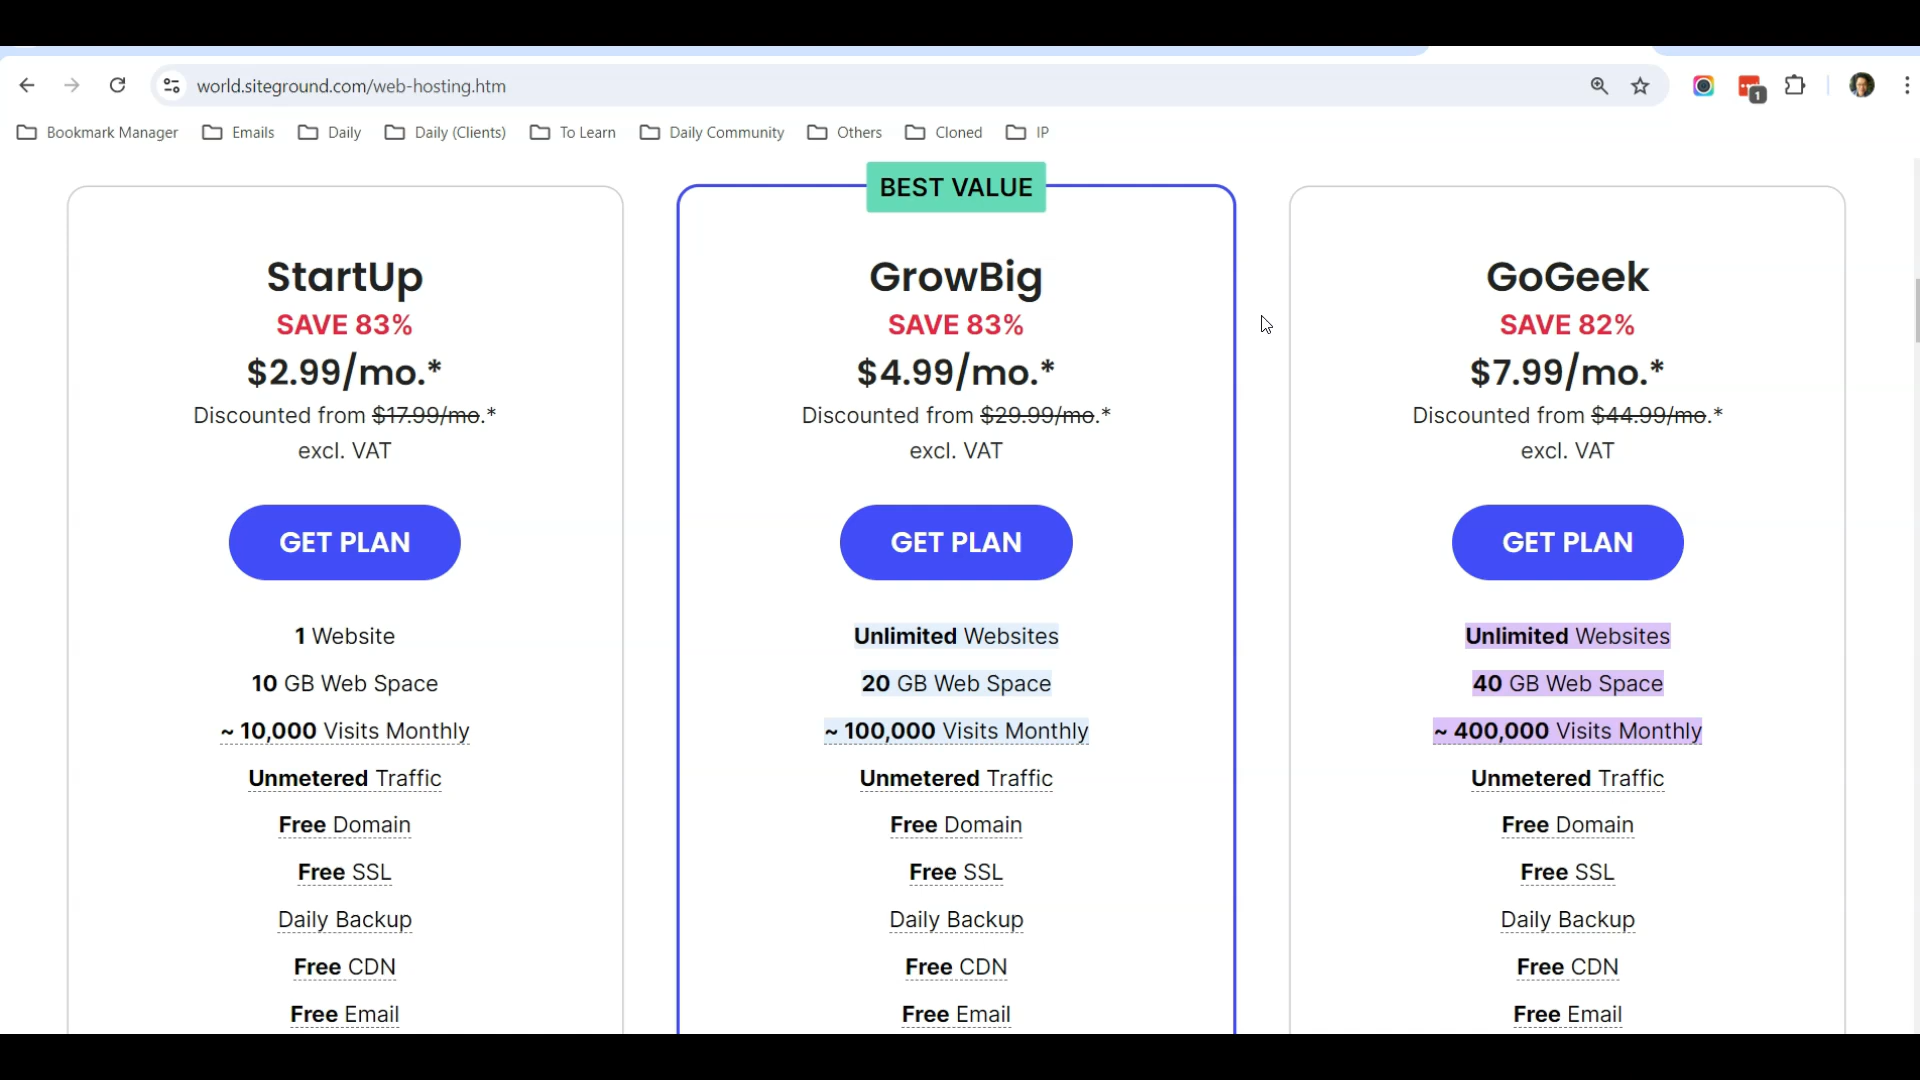 world.siteground.com/web-hosting.htm
1
Bookmark Manager Emails Daily Daily (Clients) To Learn Daily Community Others Cloned IP
BEST VALUE
StartUp
SAVE 83%
$2.99/mo.*
Discounted from $17.99/mo.*
excl. VAT
GET PLAN
1 Website
10 GB Web Space
~ 10,000 Visits Monthly
Unmetered Traffic
Free Domain
Free SSL
Daily Backup
Free CDN
Free Email
GrowBig
SAVE 83%
$4.99/mo.*
Discounted from $29.99/mo.*
excl. VAT
GET PLAN
Unlimited Websites
20 GB Web Space
~ 100,000 Visits Monthly
Unmetered Traffic
Free Domain
Free SSL
Daily Backup
Free CDN
Free Email
GoGeek
SAVE 82%
$7.99/mo.*
Discounted from $44.99/mo.*
excl. VAT
GET PLAN
Unlimited Websites
40 GB Web Space
~ 400,000 Visits Monthly
Unmetered Traffic
Free Domain
Free SSL
Daily Backup
Free CDN
Free Email